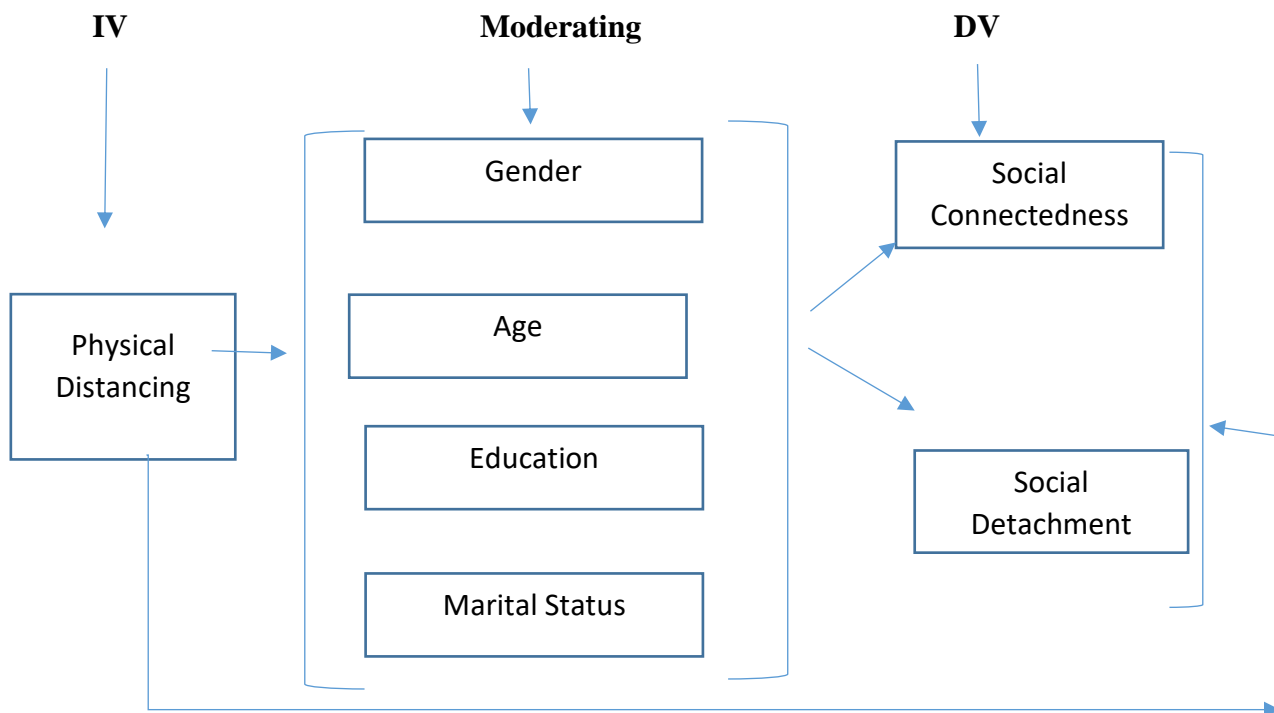 IV
Moderating
DV
Gender
Social
Connectedness
Physical
Distancing
Age
Education
Social
Detachment
Marital Status